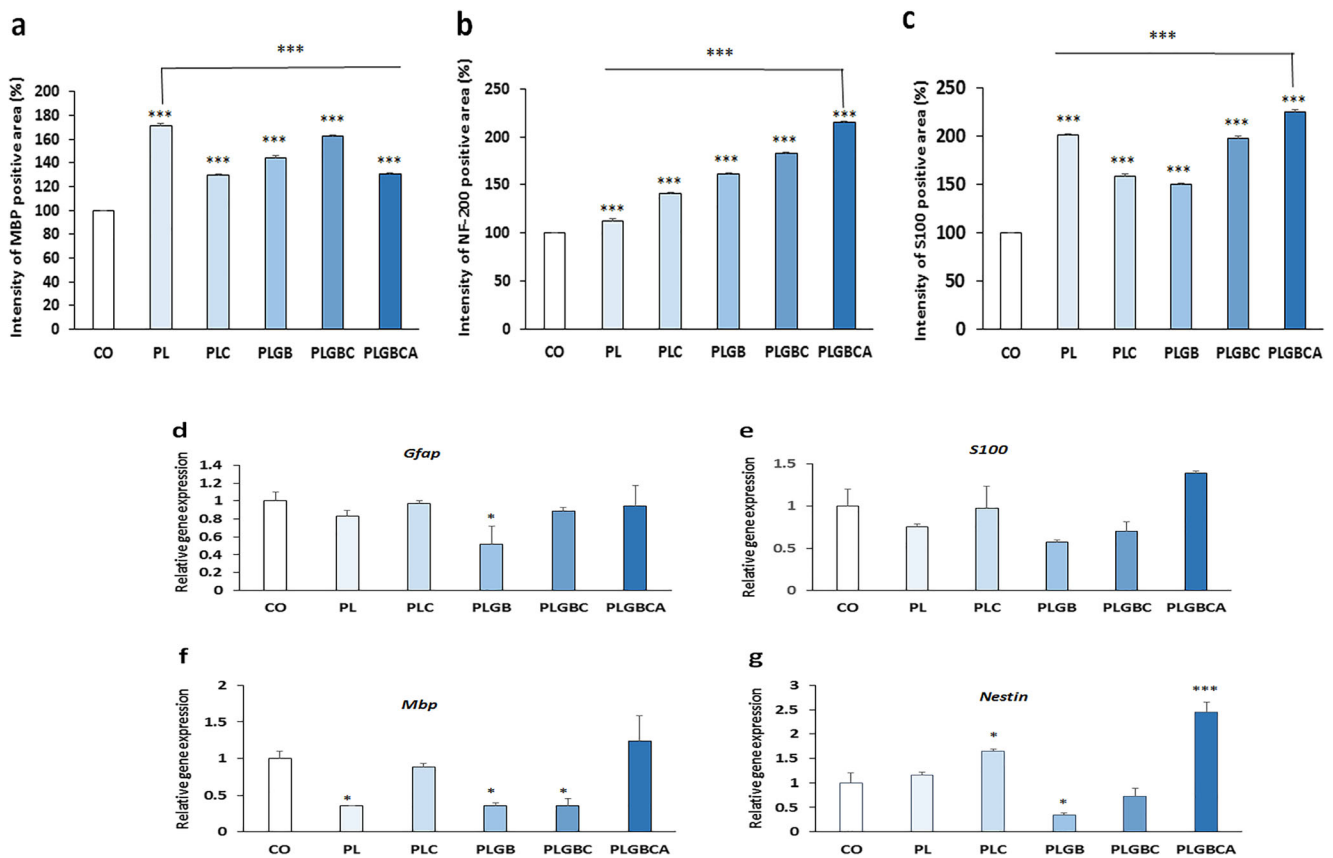 a
***
Intensity of MBP positive area (%)
200
180
160
140
120
100
80
60
40
20
0
***
***
***
***
***
CO PL PLC PLGB PLGBC PLGBCA
b
***
Intensity of NF-200 positive area (%)
250
200
150
100
50
0
***
***
***
***
***
CO PL PLC PLGB PLGBC PLGBCA
c
***
Intensity of S100 positive area (%)
250
200
150
100
50
0
***
***
***
***
***
CO PL PLC PLGB PLGBC PLGBCA
d
Gfap
Relative gene expression
1.4
1.2
1
0.8
0.6
0.4
0.2
0
*
CO PL PLC PLGB PLGBC PLGBCA
e
S100
Relative gene expression
1.5
1
0.5
0
CO PL PLC PLGB PLGBC PLGBCA
f
Mbp
Relative gene expression
2
1.5
1
0.5
0
*
*
*
CO PL PLC PLGB PLGBC PLGBCA
g
Nestin
Relative gene expression
3
2.5
2
1.5
1
0.5
0
*
*
***
CO PL PLC PLGB PLGBC PLGBCA